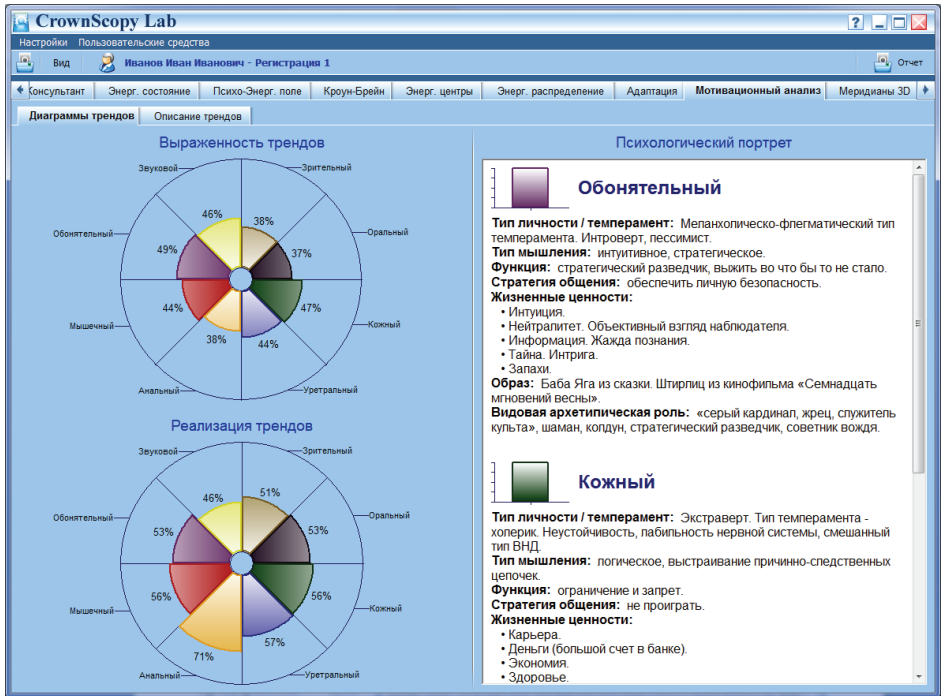 CrownScopy Lab
Настройки Пользовательские средства
Вид
Иванов Иван Иванович - Регистрация 1
Отчет
Консультант
Энерг. состояние
Психо-Энерг. поле
Кроун-Брейн
Энерг. центры
Энерг. распределение
Адаптация
Мотивационный анализ
Меридианы 3D
Диаграммы трендов
Описание трендов
Выраженность трендов
Звуковой
Зрительный
Обонятельный
Оральный
Мышечный
Кожный
Анальный
Уретральный
46%
38%
49%
37%
44%
47%
38%
44%
Реализация трендов
Звуковой
Зрительный
Обонятельный
Оральный
Мышечный
Кожный
Анальный
Уретральный
46%
51%
53%
53%
56%
56%
71%
57%
Психологический портрет
Обонятельный
Тип личности / темперамент: Меланхолическо-флегматический тип
темперамента. Интроверт, пессимист.
Тип мышления: интуитивное, стратегическое.
Функция: стратегический разведчик, выжить во что бы то не стало.
Стратегия общения: обеспечить личную безопасность.
Жизненные ценности:
• Интуиция.
• Нейтралитет. Объективный взгляд наблюдателя.
• Информация. Жажда познания.
• Тайна. Интрига.
• Запахи.
Образ: Баба Яга из сказки. Штирлиц из кинофильма «Семнадцать
мгновений весны».
Видовая архетипическая роль: «серый кардинал, жрец, служитель
культа», шаман, колдун, стратегический разведчик, советник вождя.
Кожный
Тип личности / темперамент: Экстраверт. Тип темперамента -
холерик. Неустойчивость, лабильность нервной системы, смешанный
тип ВНД.
Тип мышления: логическое, выстраивание причинно-следственных
цепочек.
Функция: ограничение и запрет.
Стратегия общения: не проиграть.
Жизненные ценности:
• Карьера.
• Деньги (большой счет в банке).
• Экономия.
• Здоровье.